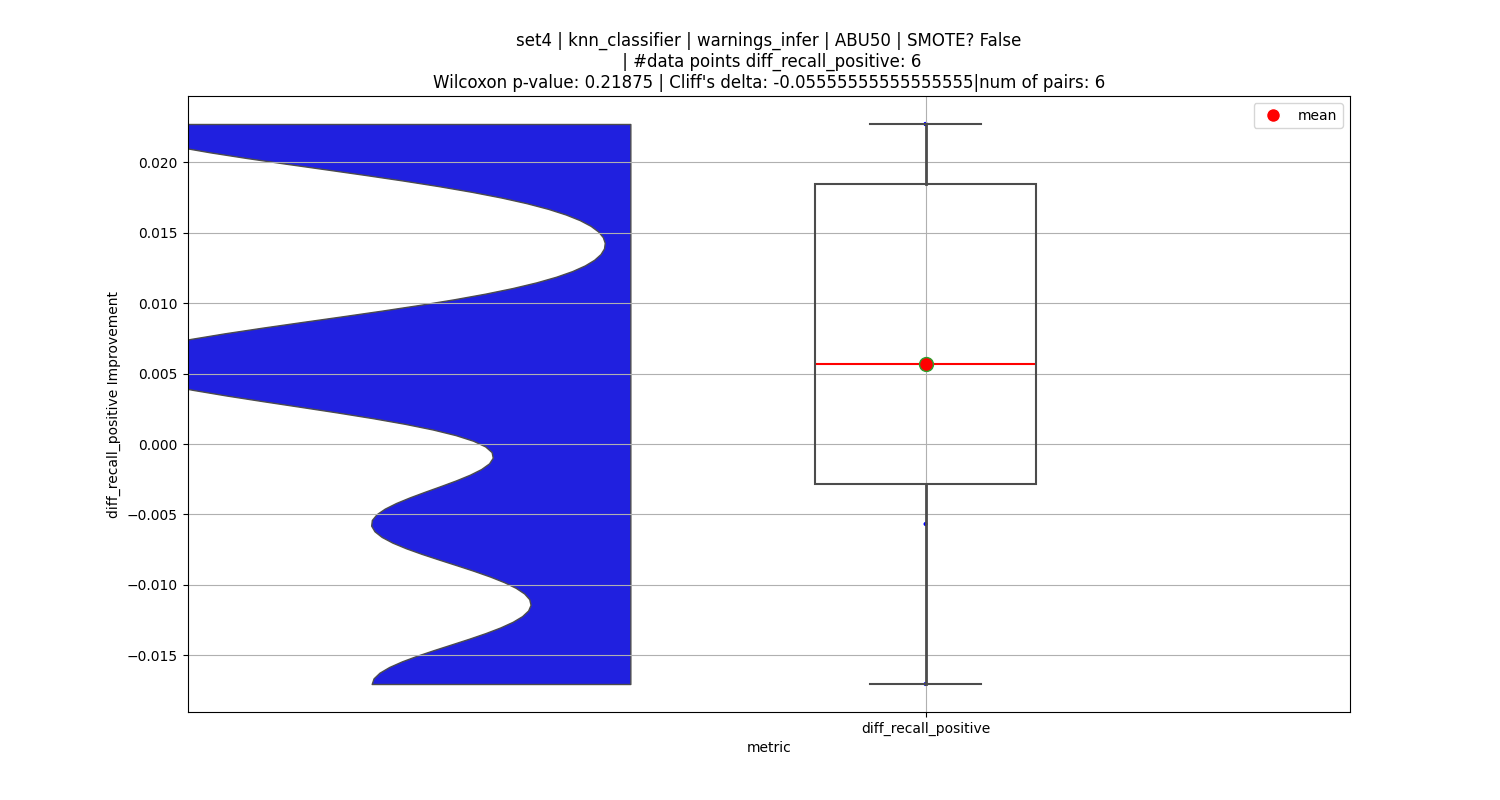 set4 | knn_classifier | warnings_infer | ABU50 | SMOTE? False
| #data points diff_recall_positive: 6
Wilcoxon p-value: 0.21875 | Cliff's delta: -0.05555555555555555|num of pairs: 6
mean
0.020
0.015
0.010
0.005
0.000
−0.005
−0.010
−0.015
diff_recall_positive Improvement
diff_recall_positive
metric